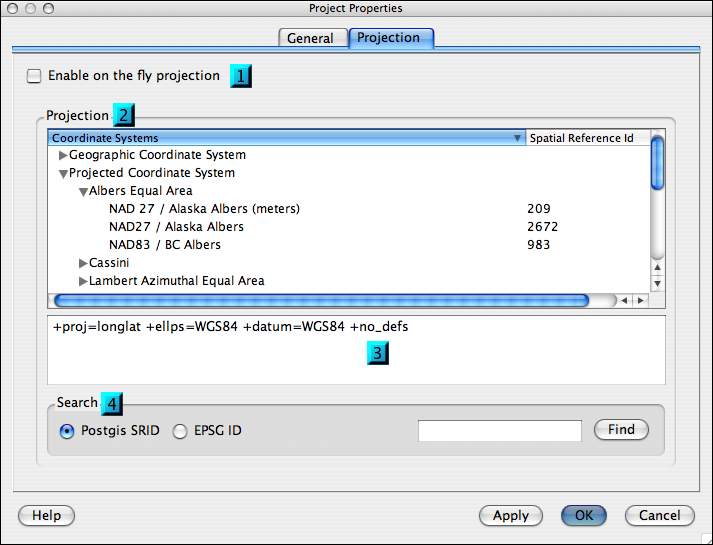 Project Properties
General Projection
Enable on the fly projection 1
Projection 2
Coordinate Systems Spatial Reference Id
Geographic Coordinate System
Projected Coordinate System
Albers Equal Area
NAD 27 / Alaska Albers (meters) 209
NAD27 / Alaska Albers 2672
NAD83 / BC Albers 983
Cassini
Lambert Azimuthal Equal Area
+proj=longlat +ellps=WGS84 +datum=WGS84 +no_defs
3
Search 4
Postgis SRID EPSG ID Find
Help Apply OK Cancel